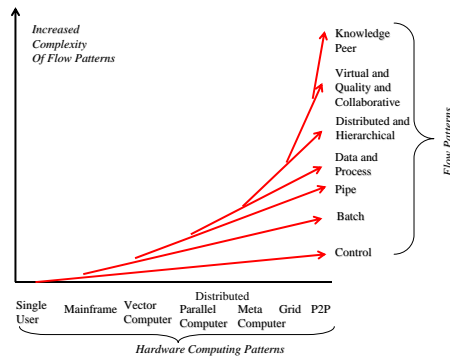 Increased
Complexity
Of Flow Patterns
Knowledge
Peer
Virtual and
Quality and
Collaborative
Distributed and
Hierarchical
Data and
Process
Pipe
Batch
Control
Flow Patterns
Single
User
Mainframe
Vector
Computer
Distributed
Parallel
Computer
Meta
Computer
Grid
P2P
Hardware Computing Patterns